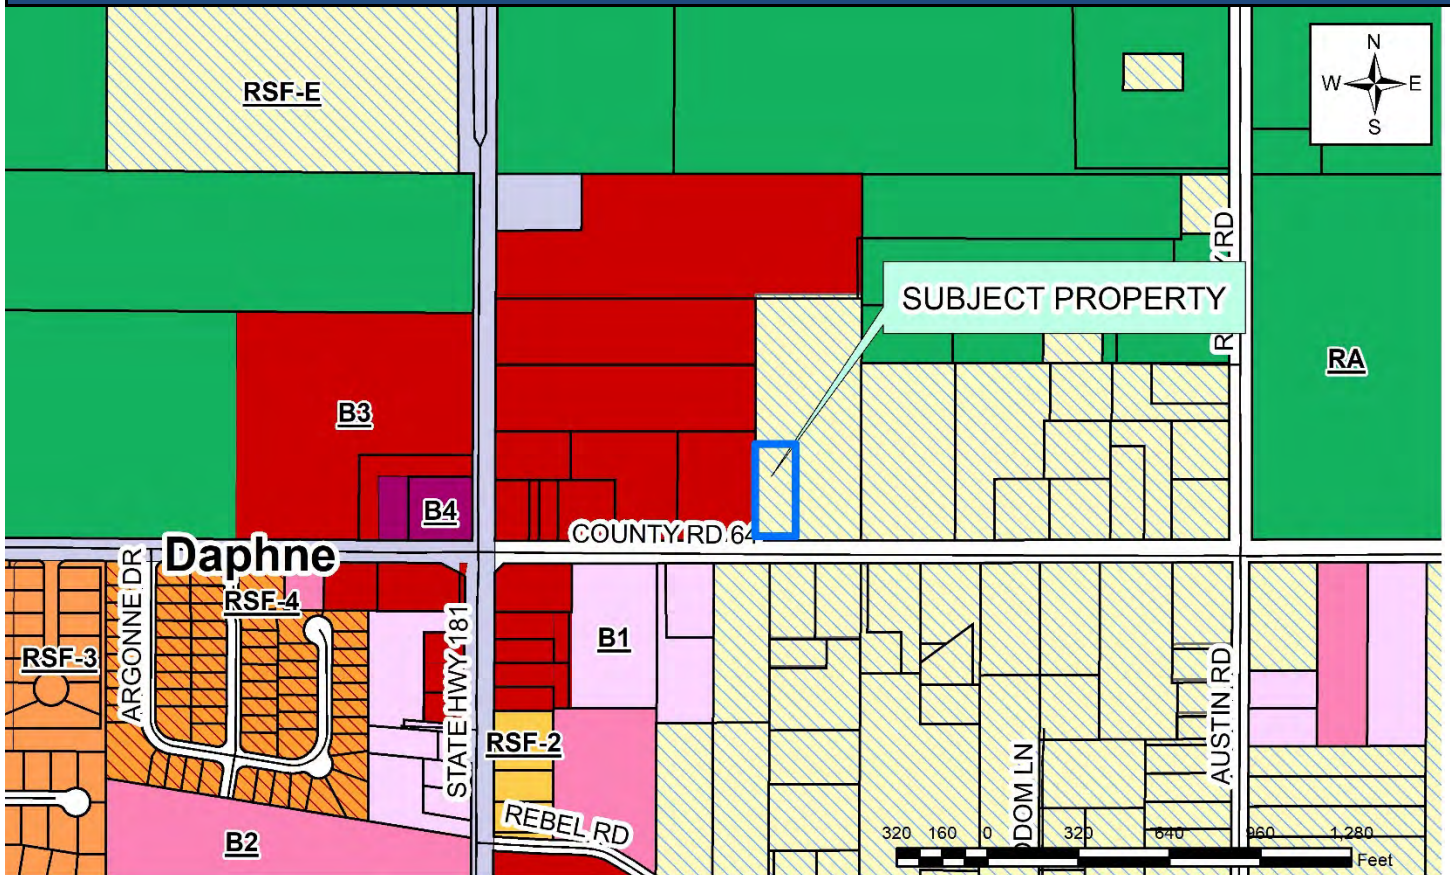 N
W E
S
RSF-E
SUBJECT PROPERTY
RA
B3
B4
COUNTY RD 64
Daphne
RSF-4
RSF-3
ARGONNE DR
STATE HWY 181
B1
RSF-2
REBEL RD
B2
AUSTIN RD
320 160 0 320 640 960 1,280
Feet